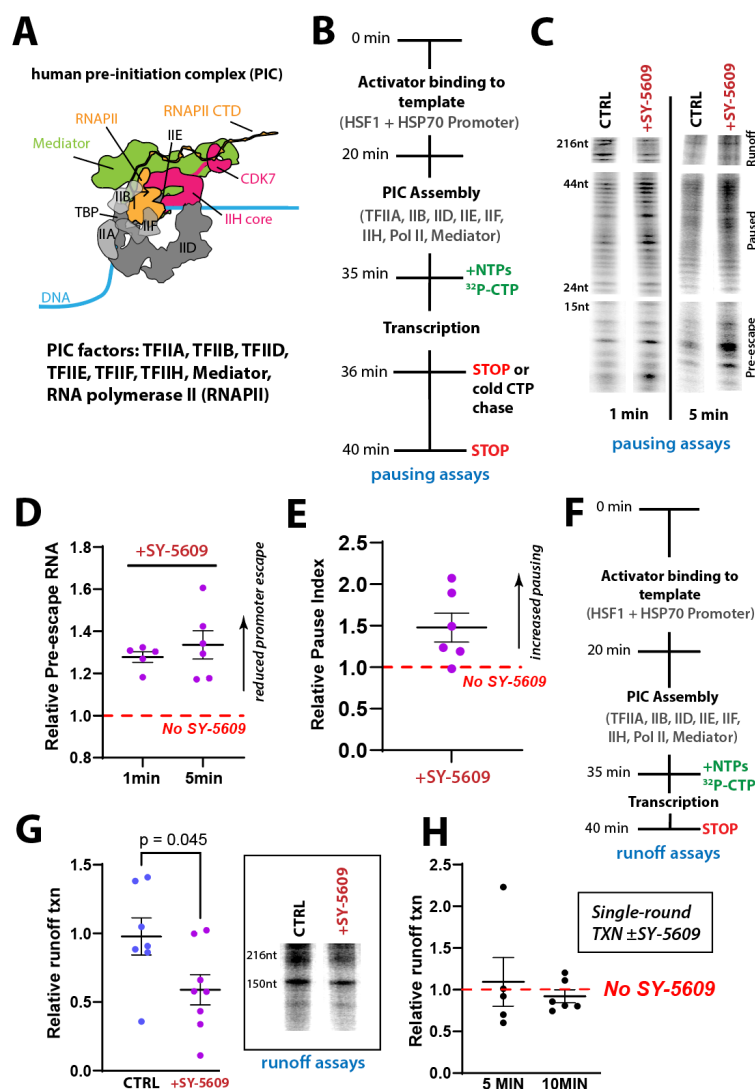 A
human pre-initiation complex (PIC)
RNAPII CTD
RNAPII
IIE
Mediator
CDK7
IIB
TBP
IIF
IIH core
IIA
IID
DNA
PIC factors: TFIIA, TFIIB, TFIID,
TFIIE, TFIIF, TFIIH, Mediator,
RNA polymerase II (RNAPII)
B
0 min
Activator binding to
template
(HSF1 + HSP70 Promoter)
20 min
PIC Assembly
(TFIIA, IIB, IID, IIE, IIF,
IIH, Pol II, Mediator)
35 min
+NTPs
32P-CTP
Transcription
36 min
STOP or
cold CTP
chase
40 min
STOP
pausing assays
C
CTRL
+SY-5609
CTRL
+SY-5609
216nt
Runoff
44nt
Paused
24nt
15nt
Pre-escape
1 min
5 min
pausing assays
D
+SY-5609
Relative Pre-escape RNA
1.8
1.6
1.4
1.2
1.0
0.8
reduced promoter escape
No SY-5609
1min
5min
E
Relative Pause Index
2.5
2.0
1.5
1.0
0.5
0.0
increased pausing
No SY-5609
+SY-5609
F
0 min
Activator binding to
template
(HSF1 + HSP70 Promoter)
20 min
PIC Assembly
(TFIIA, IIB, IID, IIE, IIF,
IIH, Pol II, Mediator)
35 min
+NTPs
32P-CTP
Transcription
40 min
STOP
runoff assays
G
p = 0.045
Relative runoff txn
1.5
1.0
0.5
0.0
CTRL
+SY-5609
CTRL
+SY-5609
216nt
150nt
runoff assays
H
Relative runoff txn
2.5
2.0
1.5
1.0
0.5
0.0
Single-round
TXN ±SY-5609
No SY-5609
5 MIN
10MIN